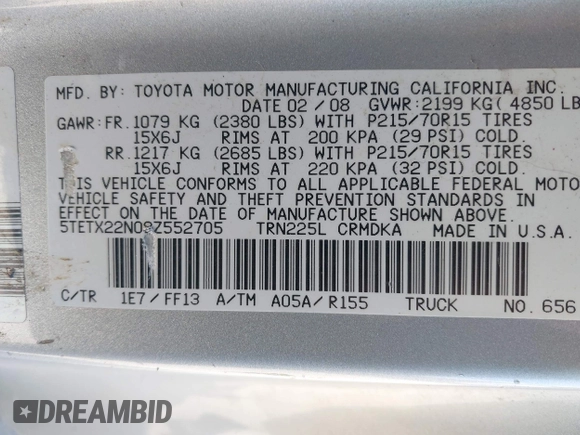 MFD. BY: TOYOTA MOTOR MANUFACTURING CALIFORNIA INC.
DATE 02 / 08 GVWR:2199 KG( 4850 LB
GAWR:FR.1079 KG (2380 LBS) WITH P215/70R15 TIRES
15X6J RIMS AT 200 KPA (29 PSI) COLD.
RR.1217 KG (2685 LBS) WITH P215/70R15 TIRES
15X6J RIMS AT 220 KPA (32 PSI) COLD.
THIS VEHICLE CONFORMS TO ALL APPLICABLE FEDERAL MOTO
VEHICLE SAFETY AND THEFT PREVENTION STANDARDS IN
EFFECT ON THE DATE OF MANUFACTURE SHOWN ABOVE.
TRN225L CRMDKA MADE IN U.S.A.
C/TR 1E7/FF13 A/TM A05A/R155 TRUCK NO. 656
DREAMBID